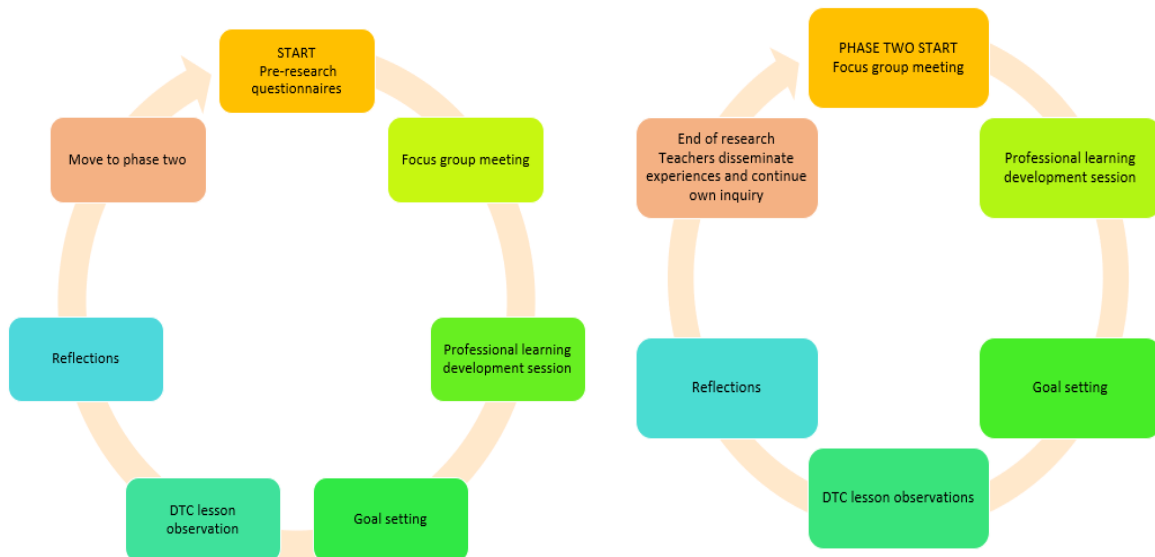 START
Pre-research
questionnaires
Focus group meeting
Professional learning
development session
Goal setting
DTC lesson
observation
Reflections
Move to phase two
PHASE TWO START
Focus group meeting
Professional learning
development session
Goal setting
DTC lesson observations
Reflections
End of research
Teachers disseminate
experiences and continue
own inquiry